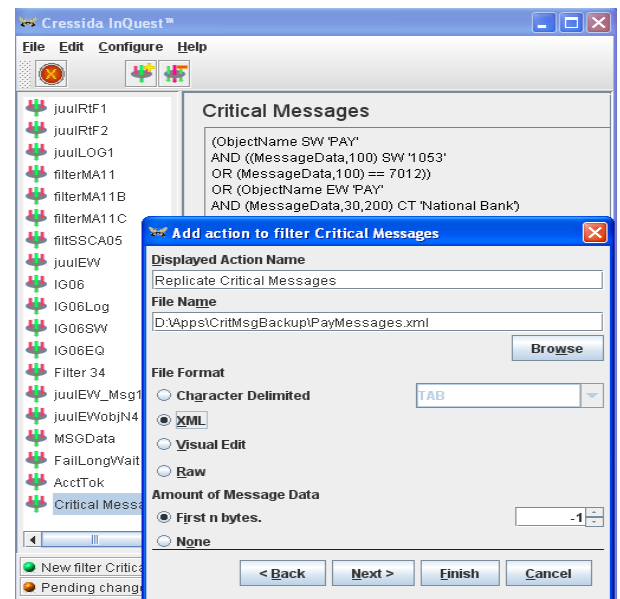 Cressida InQuest™
File Edit Configure Help
juulRtF1
juulRtF2
juulLOG1
filterMA11
filterMA11B
filterMA11C
filtSSCA05
juulEW
IG06
IG06Log
IG06SW
IG06EQ
Filter 34
juulEW_Msg1
juulEWobjN4
MSGData
FailLongWait
AcctTok
Critical Messa
Critical Messages
(ObjectName SW 'PAY'
AND ((MessageData,100) SW '1053'
OR (MessageData,100) == 7012))
OR (ObjectName EW 'PAY'
AND (MessageData,30,200) CT 'National Bank')
Add action to filter Critical Messages
Displayed Action Name
Replicate Critical Messages
File Name
D:\Apps\CritMsgBackup\PayMessages.xml
Browse
File Format
Character Delimited TAB
XML
Visual Edit
Raw
Amount of Message Data
First n bytes. -1
None
< Back Next > Finish Cancel
New filter Critica
Pending chang